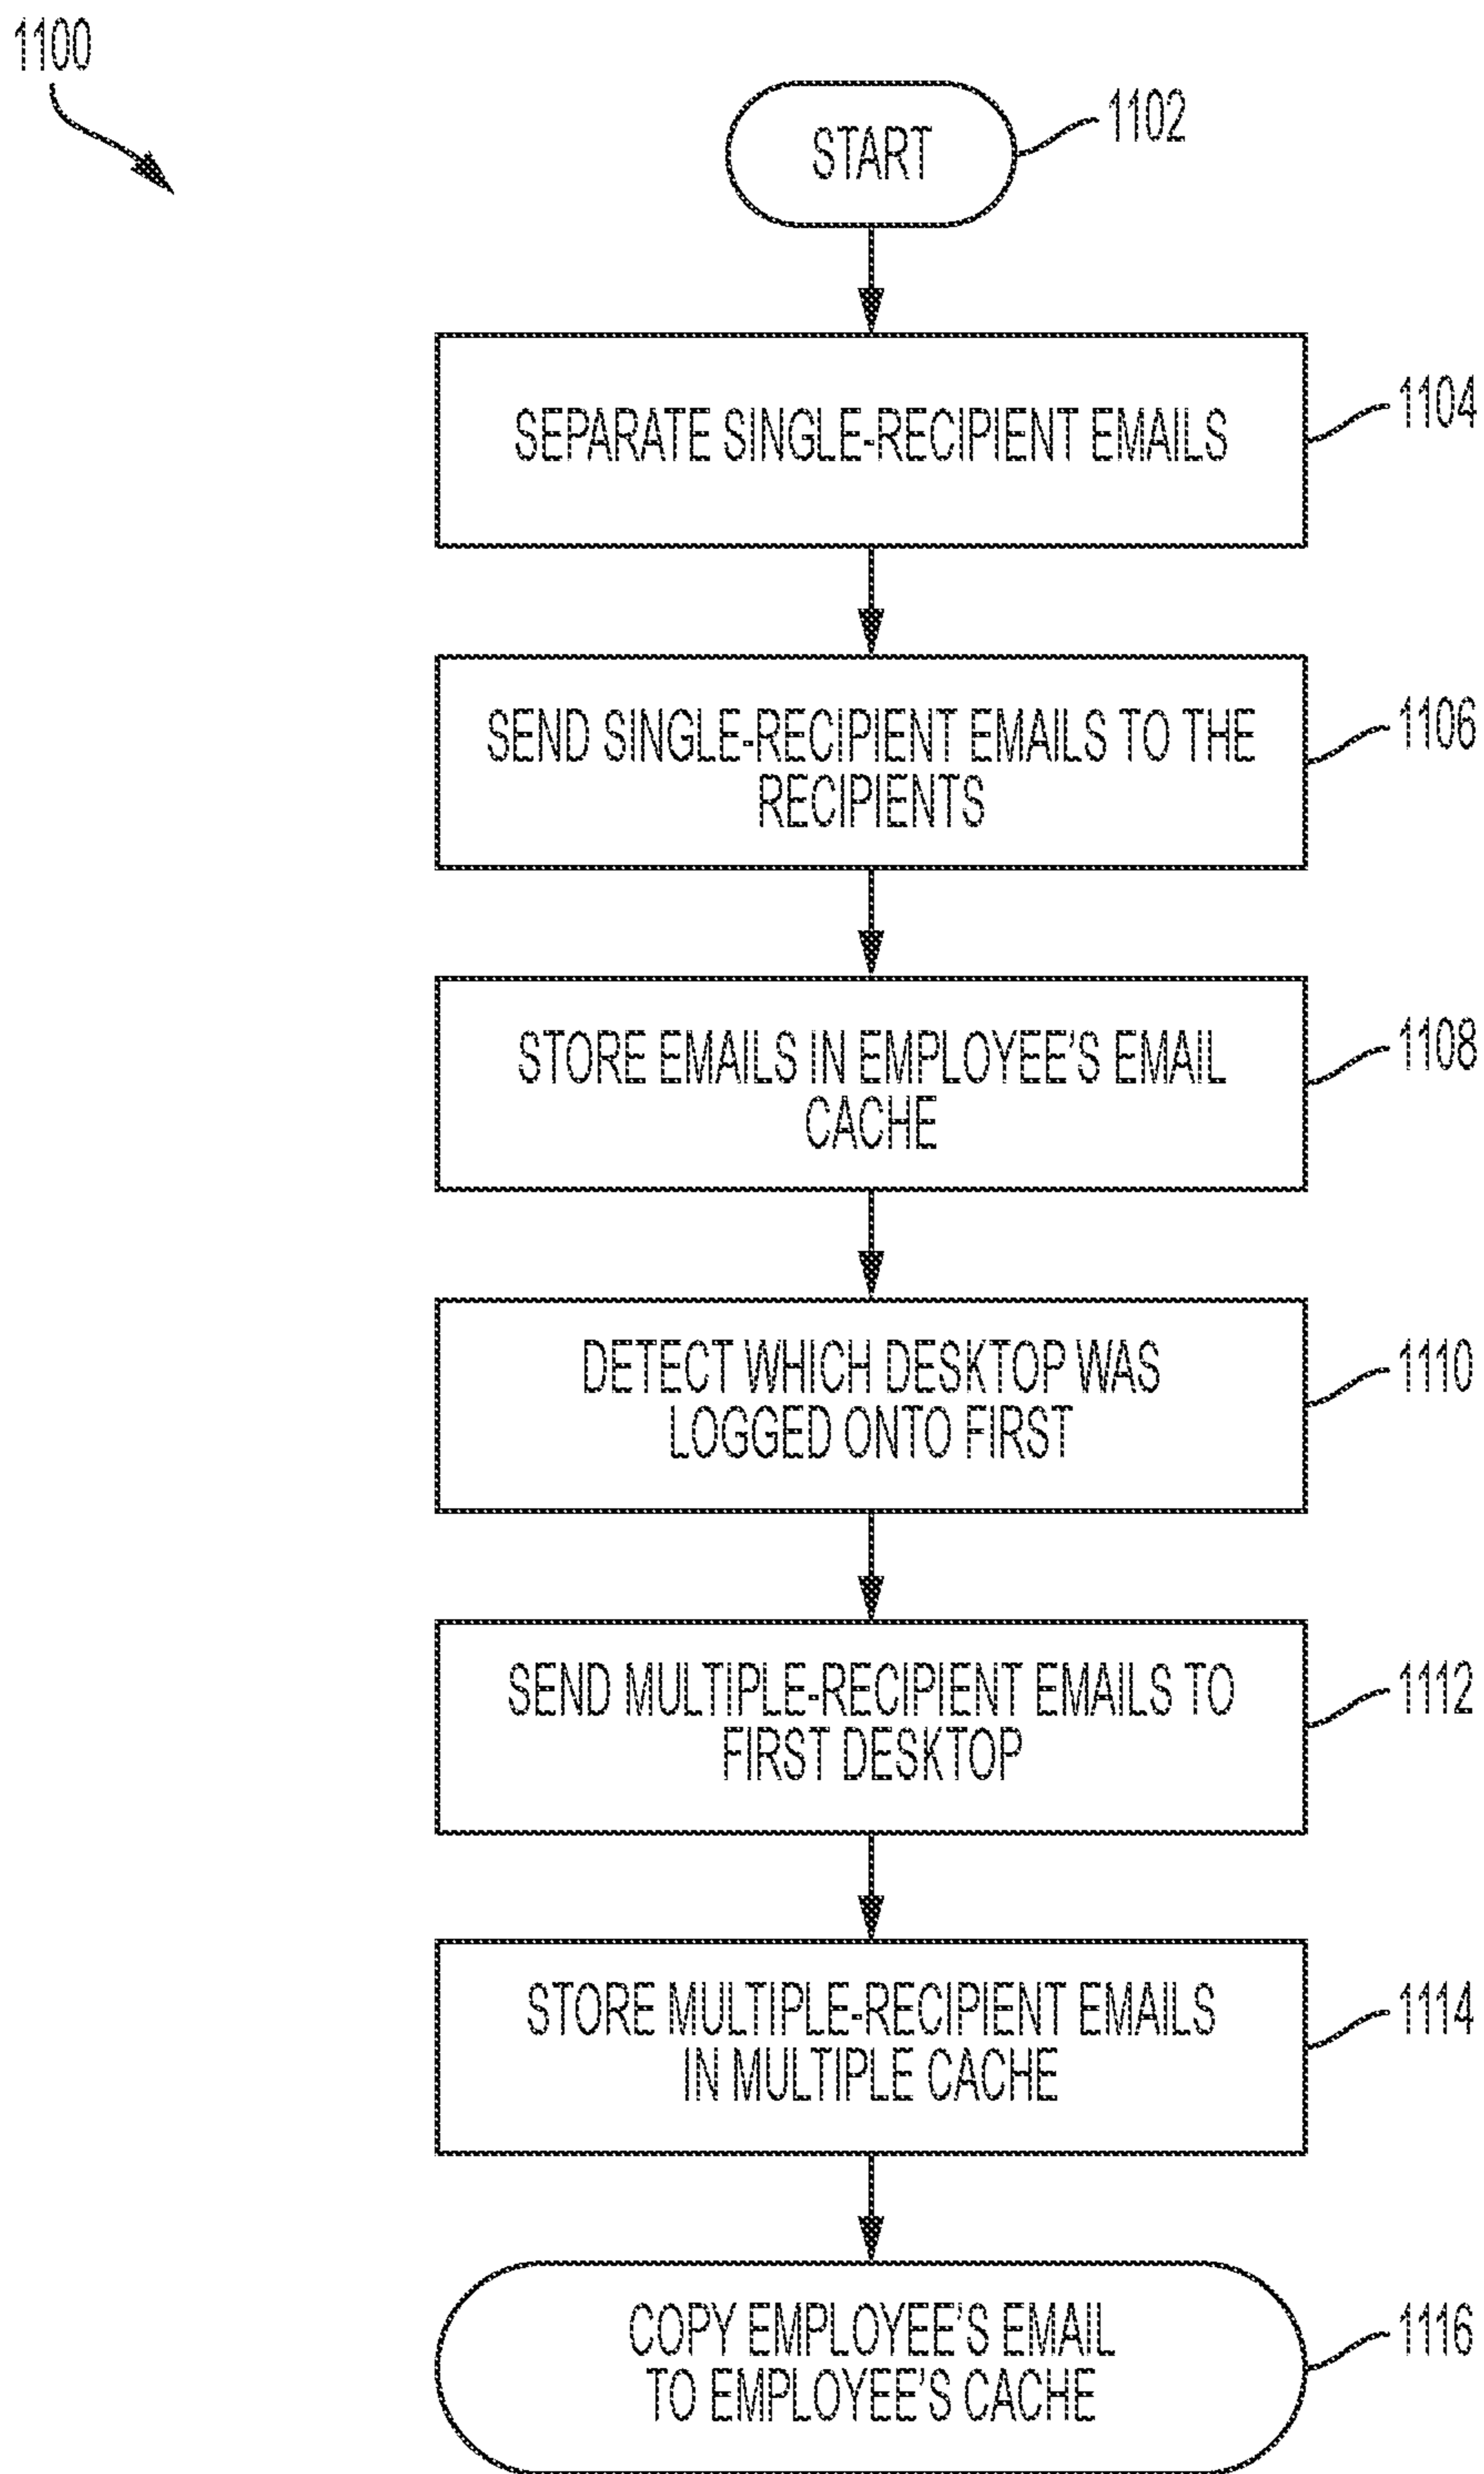 1100
START
1102
SEPARATE SINGLE-RECIPIENT EMAILS
1104
SEND SINGLE-RECIPIENT EMAILS TO THE
RECIPIENTS
1106
STORE EMAILS IN EMPLOYEE'S EMAIL
CACHE
1108
DETECT WHICH DESKTOP WAS
LOGGED ONTO FIRST
1110
SEND MULTIPLE-RECIPIENT EMAILS TO
FIRST DESKTOP
1112
STORE MULTIPLE-RECIPIENT EMAILS
IN MULTIPLE CACHE
1114
COPY EMPLOYEE'S EMAIL
TO EMPLOYEE'S CACHE
1116